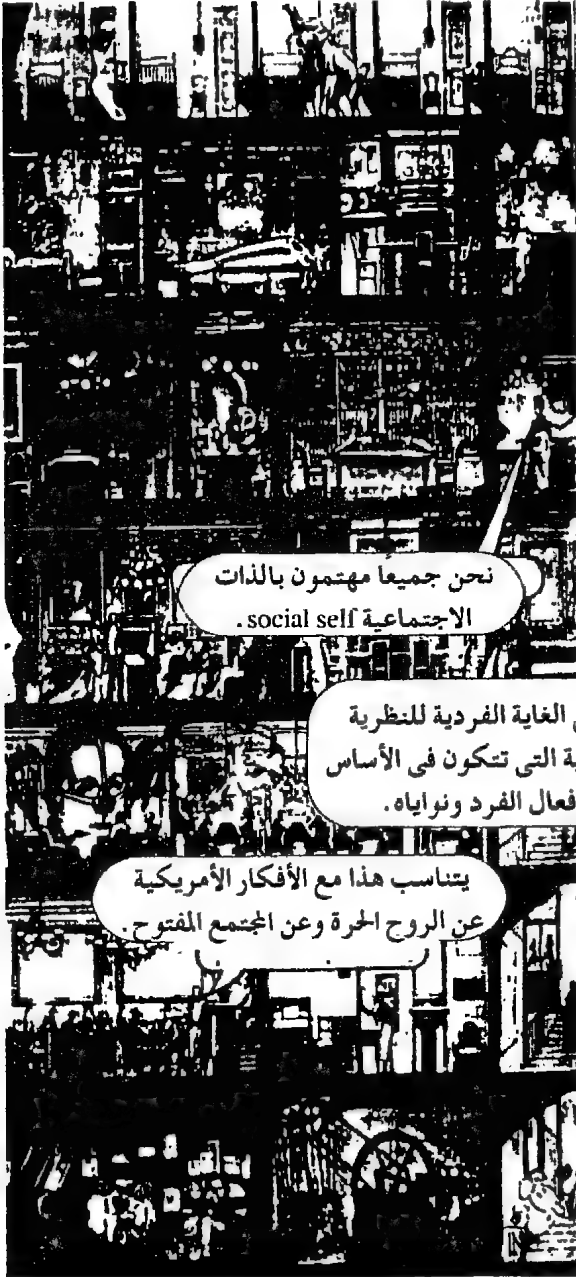 نحن جميعاً مهتمون بالذات
الاجتماعية social self.
الغاية الفردية للنظرية
التى تتكون فى الأساس
الفرد ونواياه.
يتناسب هذا مع الأفكار الأمريكية
عن الروح الحرة وعن المجتمع المفتوح.